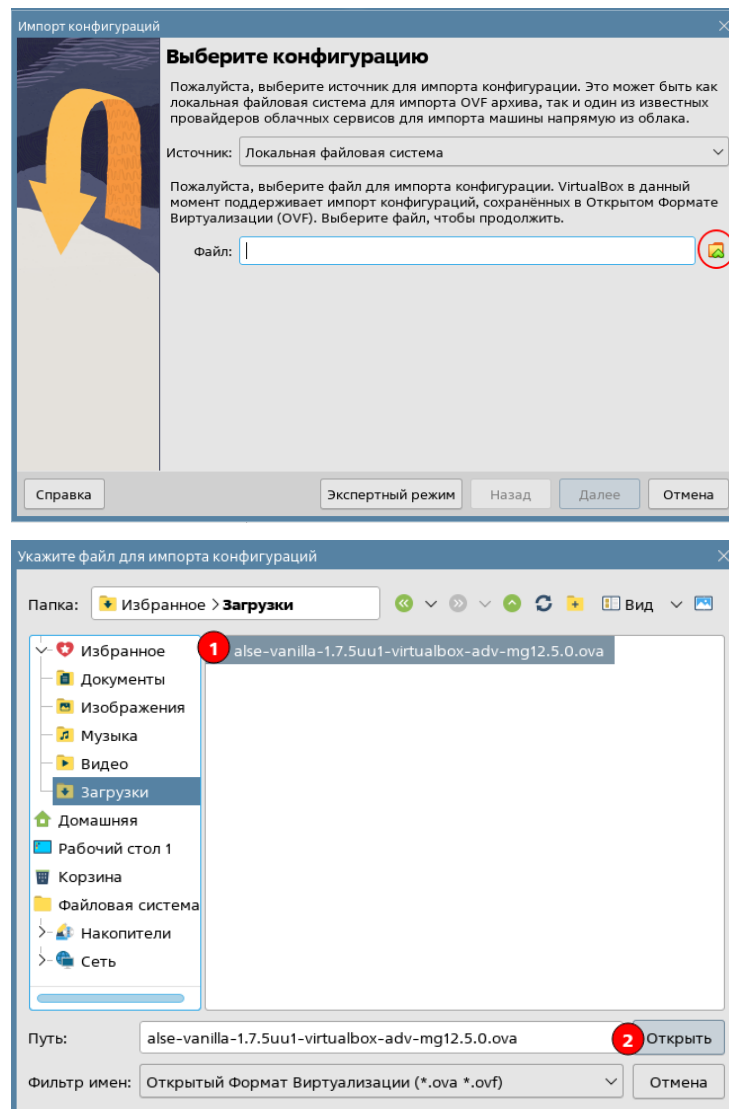 Импорт конфигураций
Выберите конфигурацию
Пожалуйста, выберите источник для импорта конфигурации. Это может быть как
локальная файловая система для импорта OVF архива, так и один из известных
провайдеров облачных сервисов для импорта машины напрямую из облака.
Источник: Локальная файловая система
Пожалуйста, выберите файл для импорта конфигурации. VirtualBox в данный
момент поддерживает импорт конфигураций, сохранённых в Открытом Формате
Виртуализации (OVF). Выберите файл, чтобы продолжить.
Файл:
Справка Экспертный режим Назад Далее Отмена
Укажите файл для импорта конфигураций
Папка: Избранное > Загрузки Вид
Избранное 1 alse-vanilla-1.7.5uu1-virtualbox-adv-mg12.5.0.ova
Документы
Изображения
Музыка
Видео
Загрузки
Домашняя
Рабочий стол 1
Корзина
Файловая система
Накопители
Сеть
Путь: alse-vanilla-1.7.5uu1-virtualbox-adv-mg12.5.0.ova 2 Открыть
Фильтр имен: Открытый Формат Виртуализации (*.ova *.ovf) Отмена